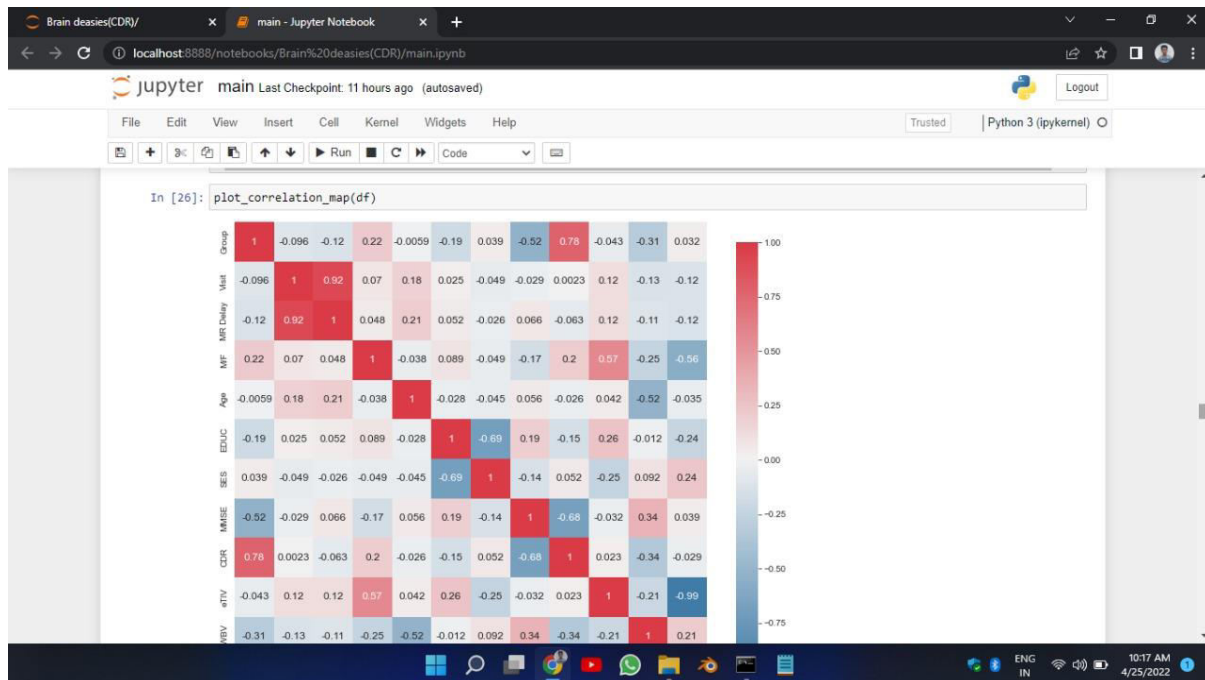 Brain deasies(CDR)/ main - Jupyter Notebook
localhost:8888/notebooks/Brain%20deasies(CDR)/main.ipynb
jupyter main Last Checkpoint: 11 hours ago (autosaved) Logout
File Edit View Insert Cell Kernel Widgets Help Trusted Python 3 (ipykernel)
Run Code
In [26]: plot_correlation_map(df)
Group 1 -0.096 -0.12 0.22 -0.0059 -0.19 0.039 -0.52 0.78 -0.043 -0.31 0.032
Visit -0.096 1 0.92 0.07 0.18 0.025 -0.049 -0.029 0.0023 0.12 -0.13 -0.12
MR Delay -0.12 0.92 1 0.048 0.21 0.052 -0.026 0.066 -0.063 0.12 -0.11 -0.12
M/F 0.22 0.07 0.048 1 -0.038 0.089 -0.049 -0.17 0.2 0.57 -0.25 -0.56
Age -0.0059 0.18 0.21 -0.038 1 -0.028 -0.045 0.056 -0.026 0.042 -0.52 -0.035
EDUC -0.19 0.025 0.052 0.089 -0.028 1 -0.69 0.19 -0.15 0.26 -0.012 -0.24
SES 0.039 -0.049 -0.026 -0.049 -0.045 -0.69 1 -0.14 0.052 -0.25 0.092 0.24
MMSE -0.52 -0.029 0.066 -0.17 0.056 0.19 -0.14 1 -0.68 -0.032 0.34 0.039
CDR 0.78 0.0023 -0.063 0.2 -0.026 -0.15 0.052 -0.68 1 0.023 -0.34 -0.029
eTIV -0.043 0.12 0.12 0.57 0.042 0.26 -0.25 -0.032 0.023 1 -0.21 -0.99
WBV -0.31 -0.13 -0.11 -0.25 -0.52 -0.012 0.092 0.34 -0.34 -0.21 1 0.21
1.00
0.75
0.50
0.25
0.00
-0.25
-0.50
-0.75
ENG
IN
10:17 AM
4/25/2022
1